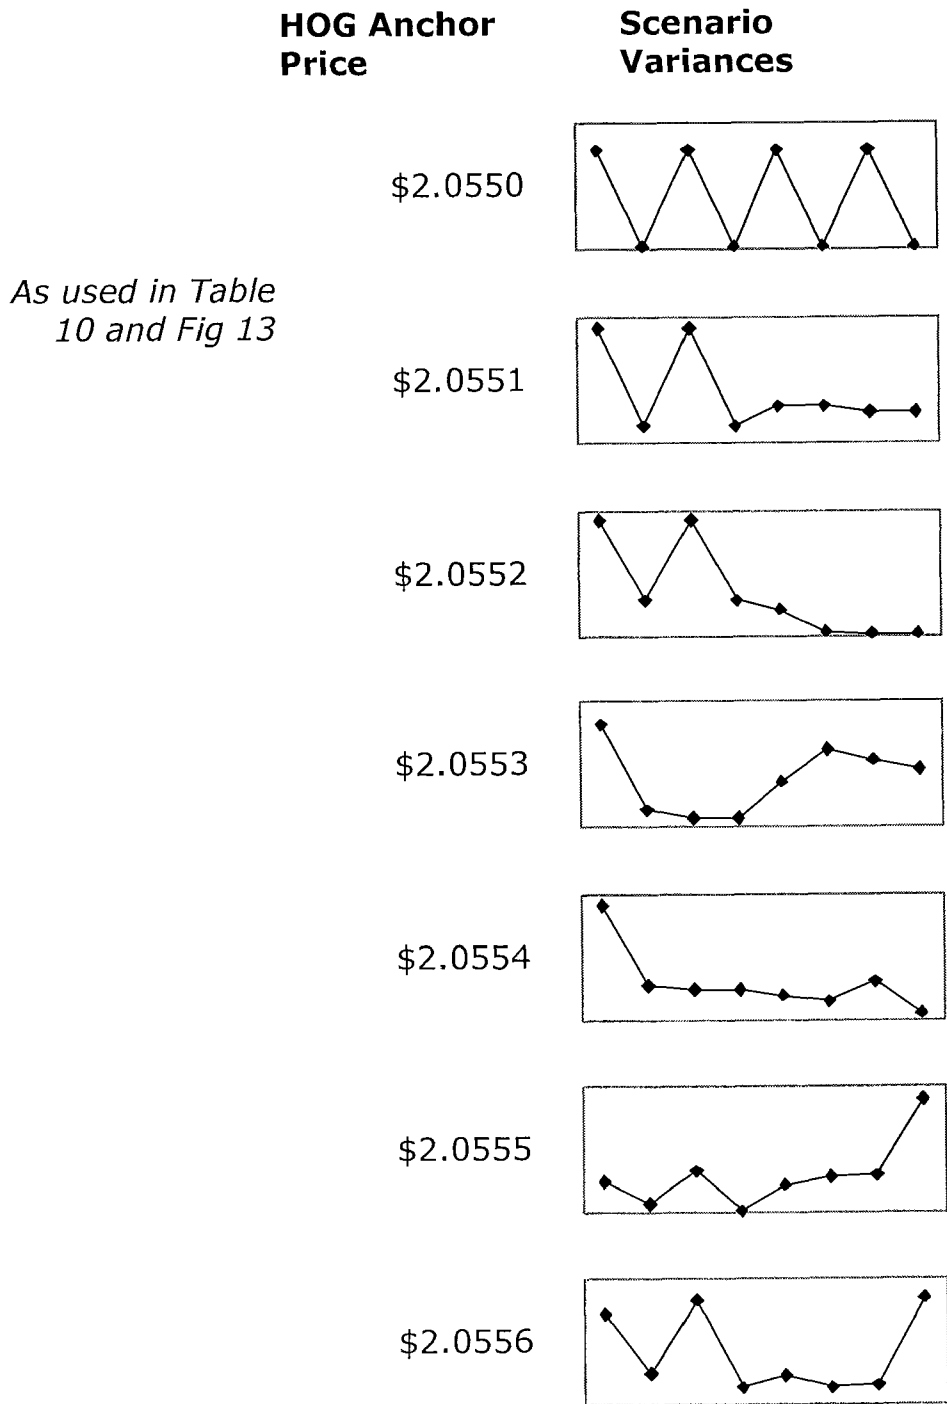 HOG Anchor
Price
Scenario
Variances
$2.0550
As used in Table
10 and Fig 13
$2.0551
$2.0552
$2.0553
$2.0554
$2.0555
$2.0556